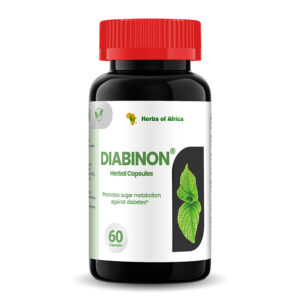 Herbs of Africa
DIABINON®
Herbal Capsules
Promotes sugar metabolism
against diabetes*
60
Capsules